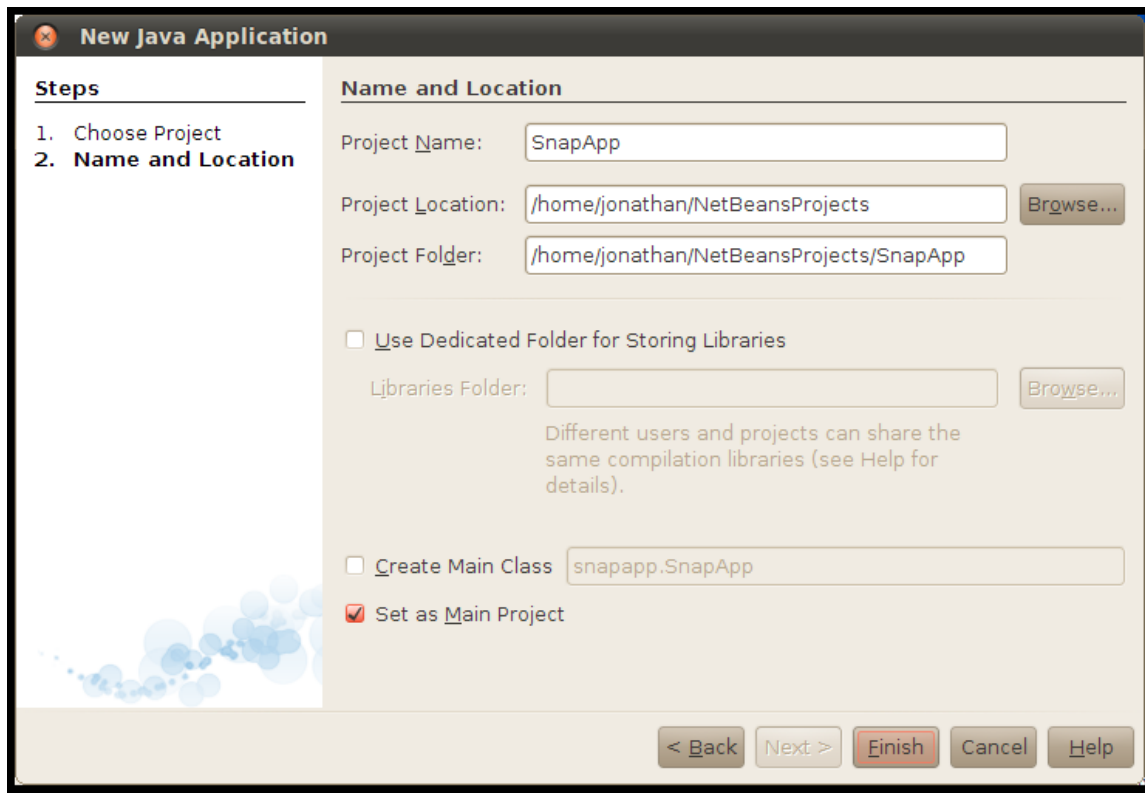 New Java Application
Steps
1. Choose Project
2. Name and Location
Name and Location
Project Name: SnapApp
Project Location: /home/jonathan/NetBeansProjects Browse...
Project Folder: /home/jonathan/NetBeansProjects/SnapApp
Use Dedicated Folder for Storing Libraries
Libraries Folder: Browse...
Different users and projects can share the
same compilation libraries (see Help for
details).
Create Main Class snapapp.SnapApp
Set as Main Project
< Back Next > Finish Cancel Help